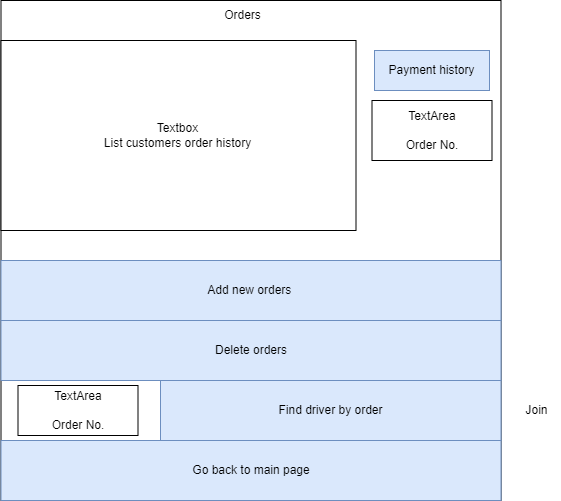 Orders
Payment history
Textbox
List customers order history
TextArea
Order No.
Add new orders
Delete orders
TextArea
Order No.
Find driver by order
Join
Go back to main page